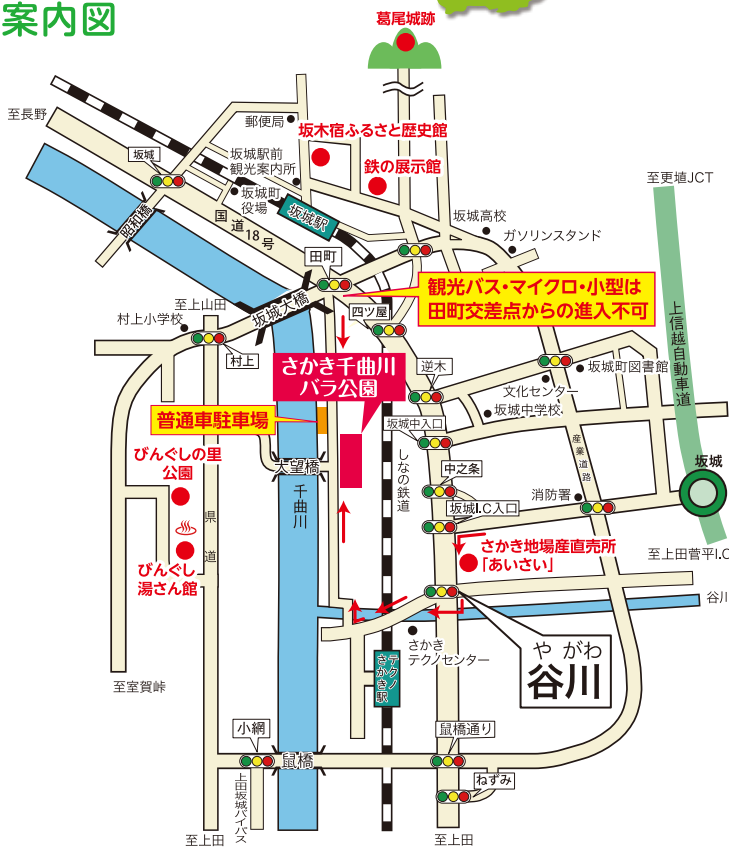 案内図
葛尾城跡
至長野
郵便局
坂木宿ふるさと歴史館
坂城
坂城駅前
観光案内所
鉄の展示館
至更埴JCT
坂城町
役場
昭和橋
国道18号
坂城駅
坂城高校
ガソリンスタンド
田町
観光バス・マイクロ・小型は
田町交差点からの進入不可
至上山田
坂城大橋
四ツ屋
村上小学校
村上
上信越自動車道
さかき千曲川
バラ公園
逆木
坂城町図書館
文化センター
普通車駐車場
坂城中学校
坂城中入口
びんぐしの里
公園
大望橋
しなの鉄道
産業道路
中之条
坂城
千曲川
消防署
坂城I.C入口
県道
さかき地場産直売所
「あいさい」
至上田菅平I.C
びんぐし
湯さん館
谷川
さかき
テクノセンター
やがわ
谷川
テクノ
さかき駅
至室賀峠
小網
鼠橋通り
鼠橋
ねずみ
上田坂城バイパス
至上田
至上田